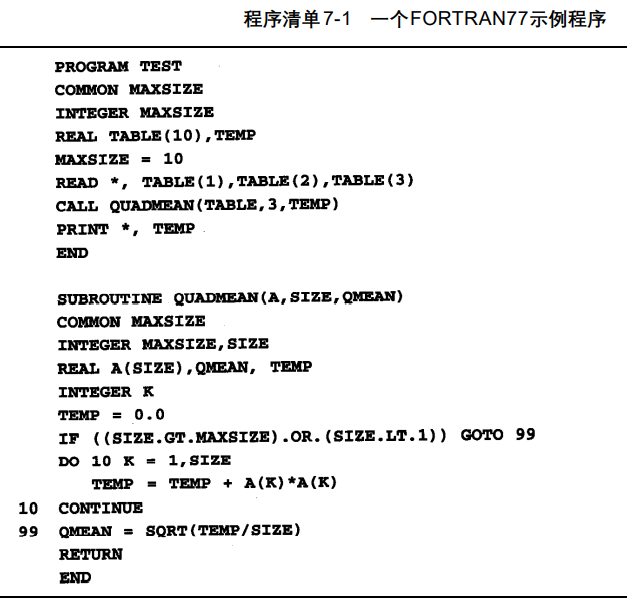 程序清单7-1 一个FORTRAN77示例程序
PROGRAM TEST
COMMON MAXSIZE
INTEGER MAXSIZE
REAL TABLE(10),TEMP
MAXSIZE = 10
READ *, TABLE(1),TABLE(2),TABLE(3)
CALL QUADMEAN(TABLE,3,TEMP)
PRINT *, TEMP
END
SUBROUTINE QUADMEAN(A,SIZE,QMEAN)
COMMON MAXSIZE
INTEGER MAXSIZE,SIZE
REAL A(SIZE),QMEAN, TEMP
INTEGER K
TEMP = 0.0
IF ((SIZE.GT.MAXSIZE).OR.(SIZE.LT.1)) GOTO 99
DO 10 K = 1,SIZE
TEMP = TEMP + A(K)*A(K)
10 CONTINUE
99 QMEAN = SQRT(TEMP/SIZE)
RETURN
END